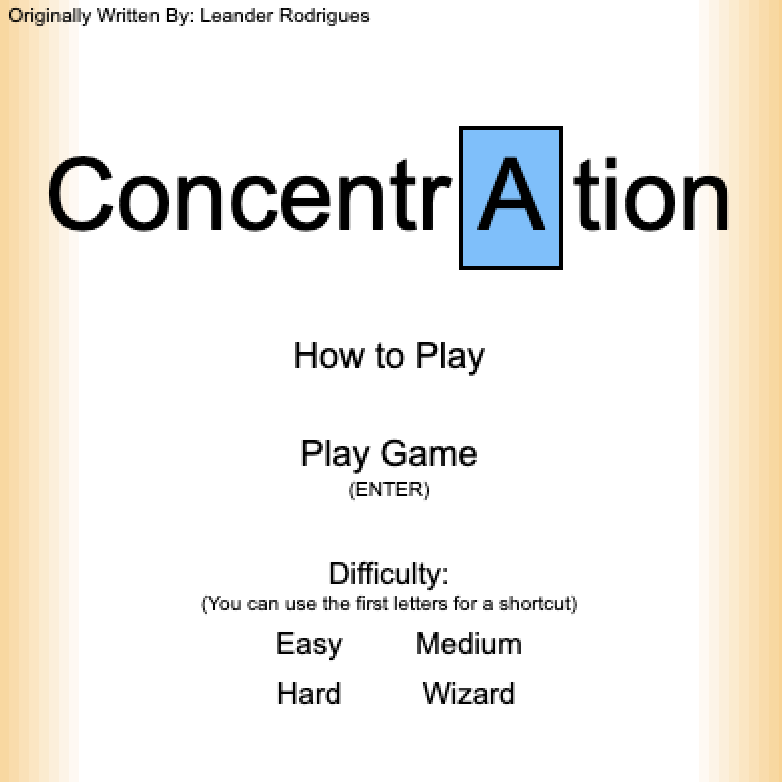 Originally Written By: Leander Rodrigues
ConcentrAtion
How to Play
Play Game
(ENTER)
Difficulty:
(You can use the first letters for a shortcut)
Easy Medium
Hard Wizard